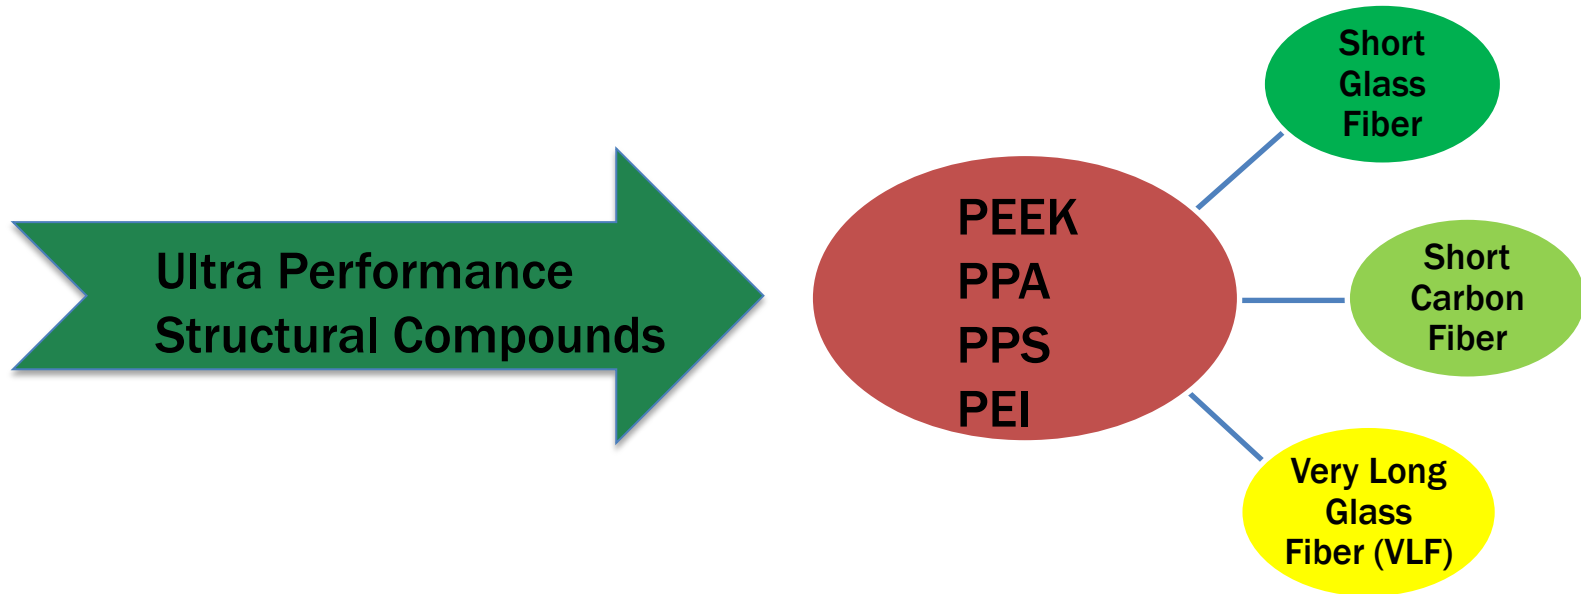 Ultra Performance
Structural Compounds
PEEK
PPA
PPS
PEI
Short
Glass
Fiber
Short
Carbon
Fiber
Very Long
Glass
Fiber (VLF)